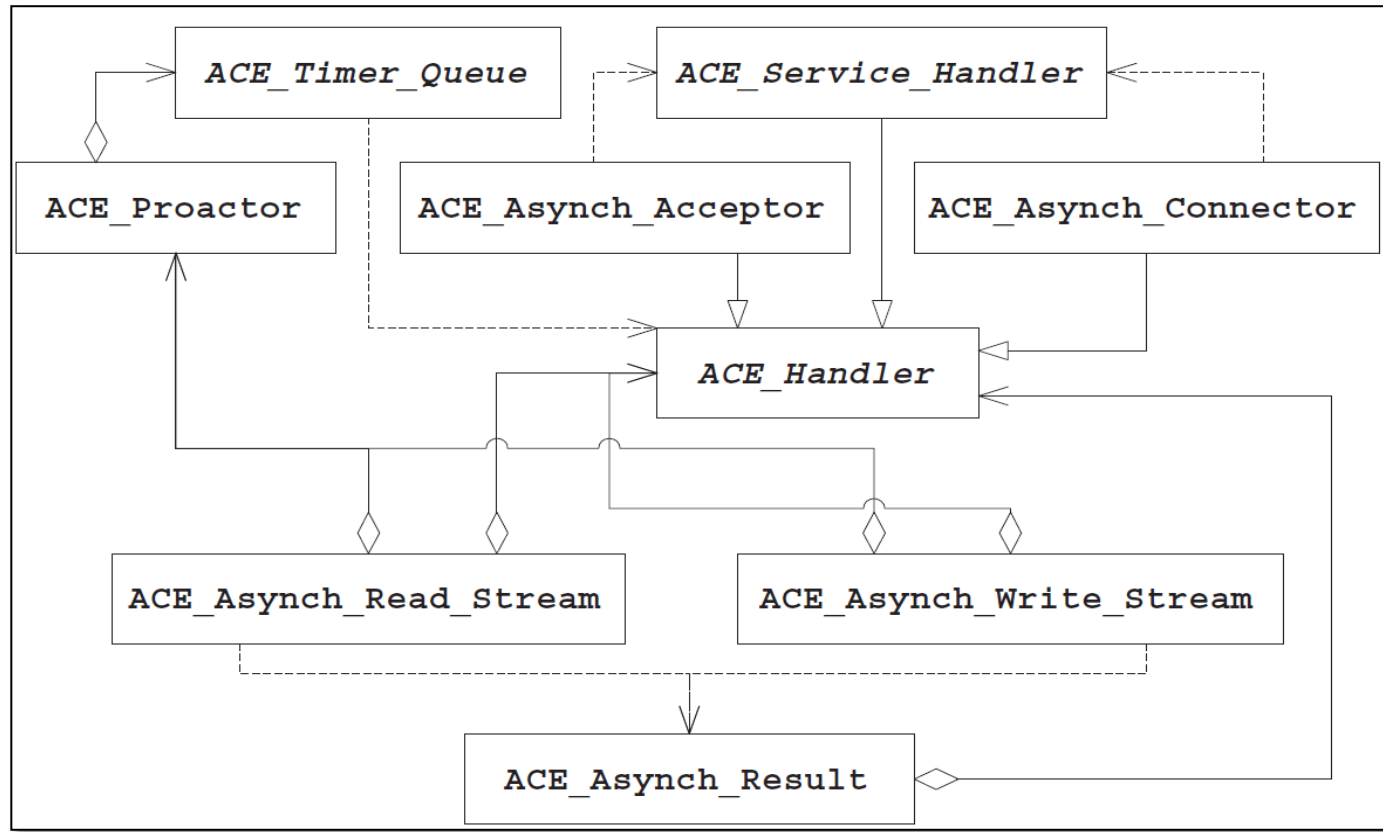 ACE_Timer_Queue
ACE_Service_Handler
ACE_Proactor
ACE_Asynch_Acceptor
ACE_Asynch_Connector
ACE_Handler
ACE_Asynch_Read_Stream
ACE_Asynch_Write_Stream
ACE_Asynch_Result